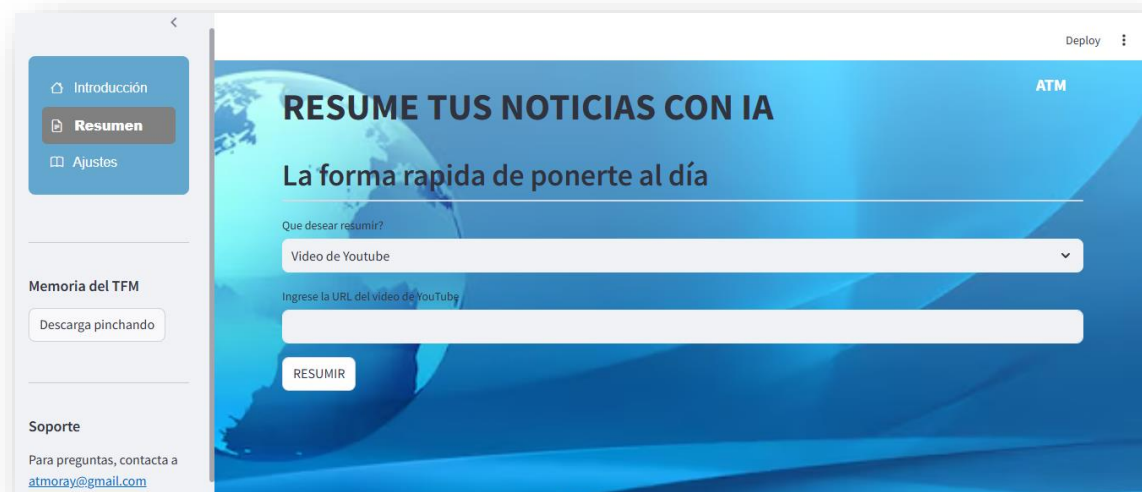 Introducción
Resumen
Ajustes
Memoria del TFM
Descarga pinchando
Soporte
Para preguntas, contacta a
atmoray@gmail.com
Deploy
ATM
RESUME TUS NOTICIAS CON IA
La forma rapida de ponerte al día
Que desear resumir?
Video de Youtube
Ingrese la URL del video de YouTube
RESUMIR